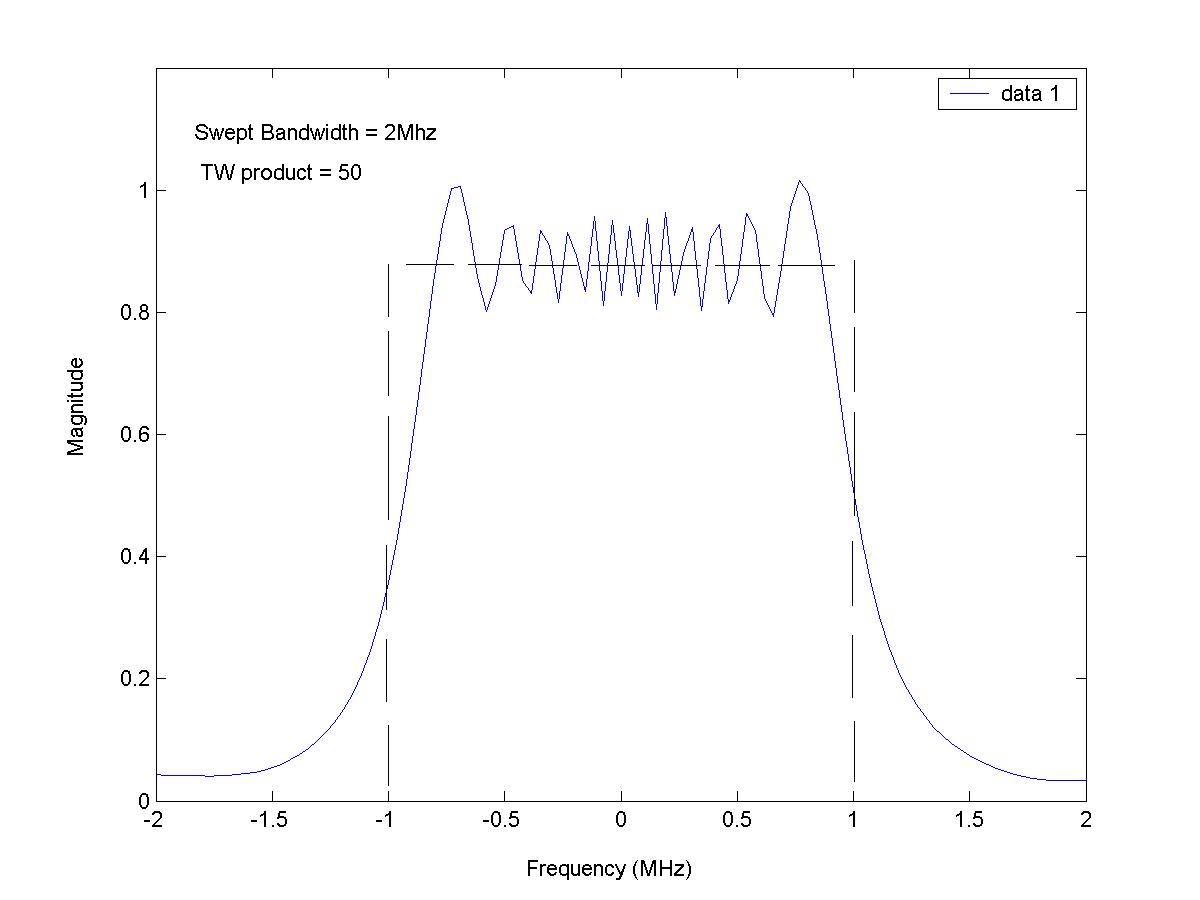 data 1
Swept Bandwidth = 2Mhz
TW product = 50
1
0.8
0.6
0.4
0.2
0
Magnitude
-2 -1.5 -1 -0.5 0 0.5 1 1.5 2
Frequency (MHz)